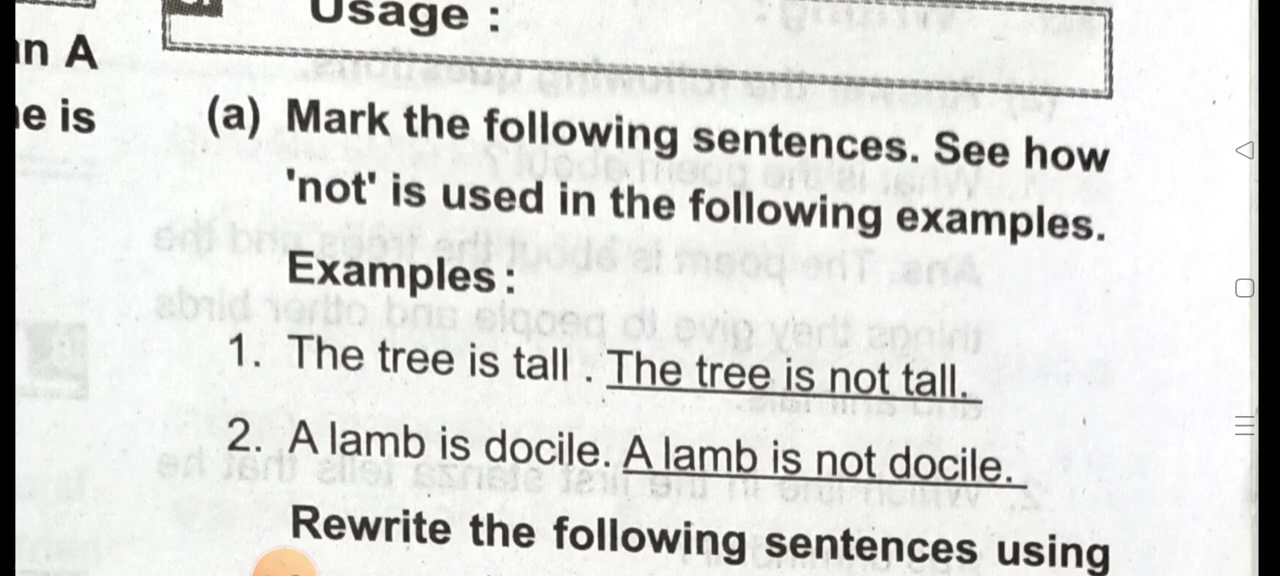 Usage :
in A
e is
(a) Mark the following sentences. See how
'not' is used in the following examples.
Examples :
1. The tree is tall . The tree is not tall.
2. A lamb is docile. A lamb is not docile.
Rewrite the following sentences using